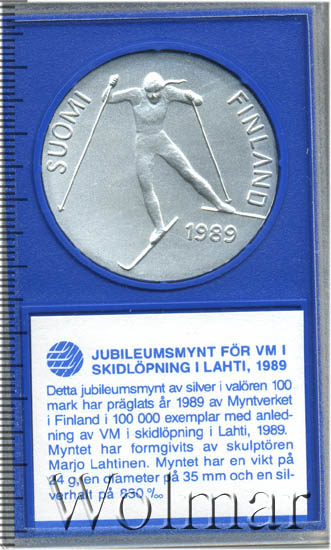 SUOMI FINLAND
1989
JUBILEUMSMYNT FÖR VM I
SKIDLÖPNING I LAHTI, 1989
Detta jubileumsmynt av silver i valören 100
mark har präglats år 1989 av Myntverket
i Finland i 100 000 exemplar med anled-
ning av VM i skidlöpning i Lahti, 1989.
Myntet har formgivits av skulptören
Marjo Lahtinen. Myntet har en vikt på
24 g, en diameter på 35 mm och en sil-
verhalt på 830 ‰
Wolmar